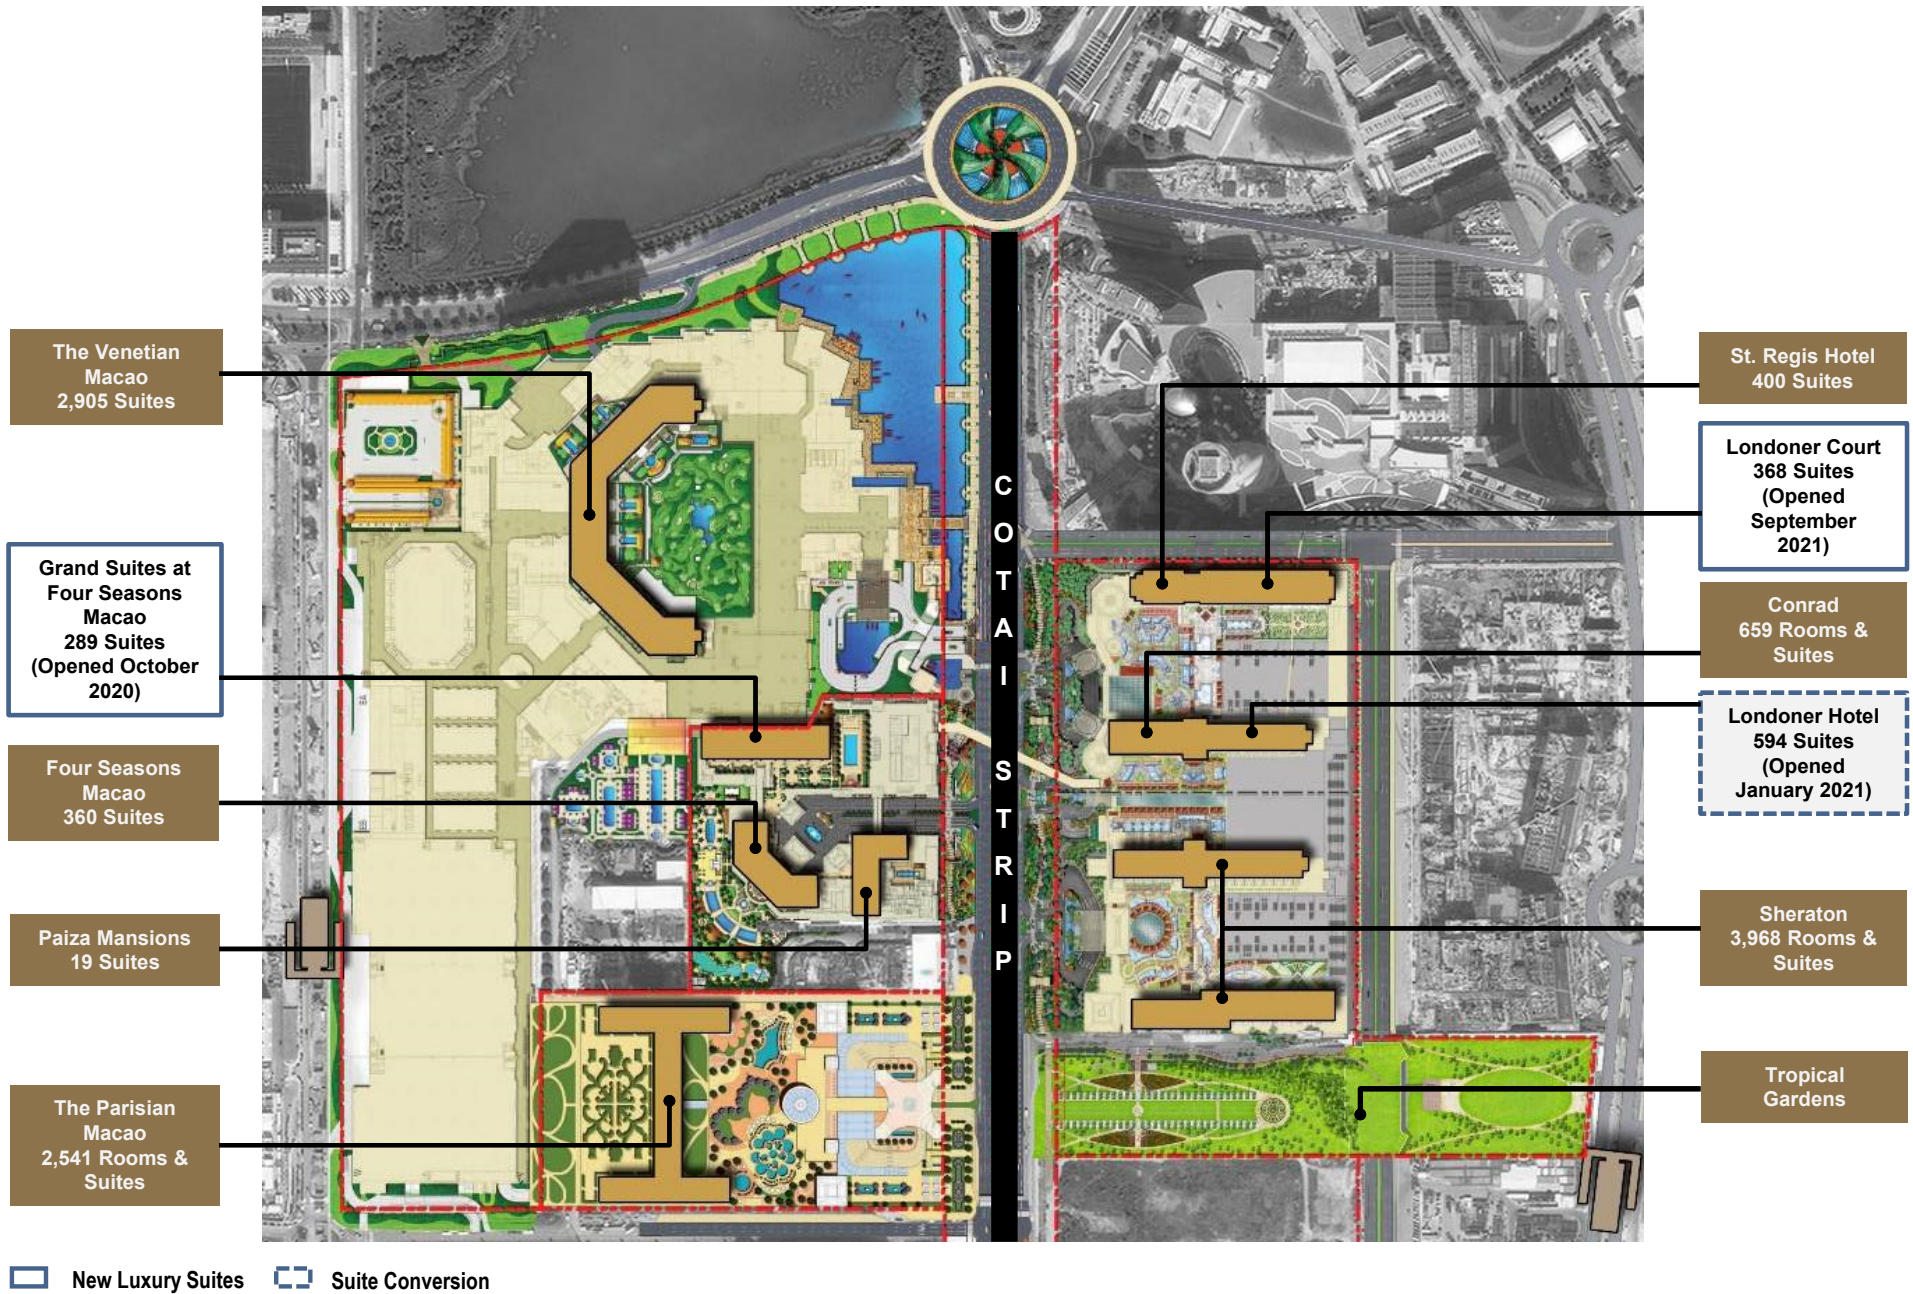 The Venetian
Macao
2,905 Suites
Grand Suites at
Four Seasons
Macao
289 Suites
(Opened October
2020)
Four Seasons
Macao
360 Suites
Paiza Mansions
19 Suites
The Parisian
Macao
2,541 Rooms &
Suites
COTAI STRIP
St. Regis Hotel
400 Suites
Londoner Court
368 Suites
(Opened
September
2021)
Conrad
659 Rooms &
Suites
Londoner Hotel
594 Suites
(Opened
January 2021)
Sheraton
3,968 Rooms &
Suites
Tropical
Gardens
New Luxury Suites
Suite Conversion